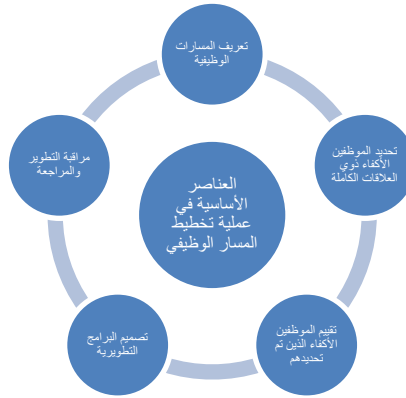 تعريف المسارات
الوظيفية
تحديد الموظفين
الأكفاء ذوي
العلاقات الكاملة
تقييم الموظفين
الأكفاء الذين تم
تحديدهم
تصميم البرامج
التطويرية
مراقبة التطوير
والمراجعة
العناصر
الأساسية في
عملية تخطيط
المسار الوظيفي